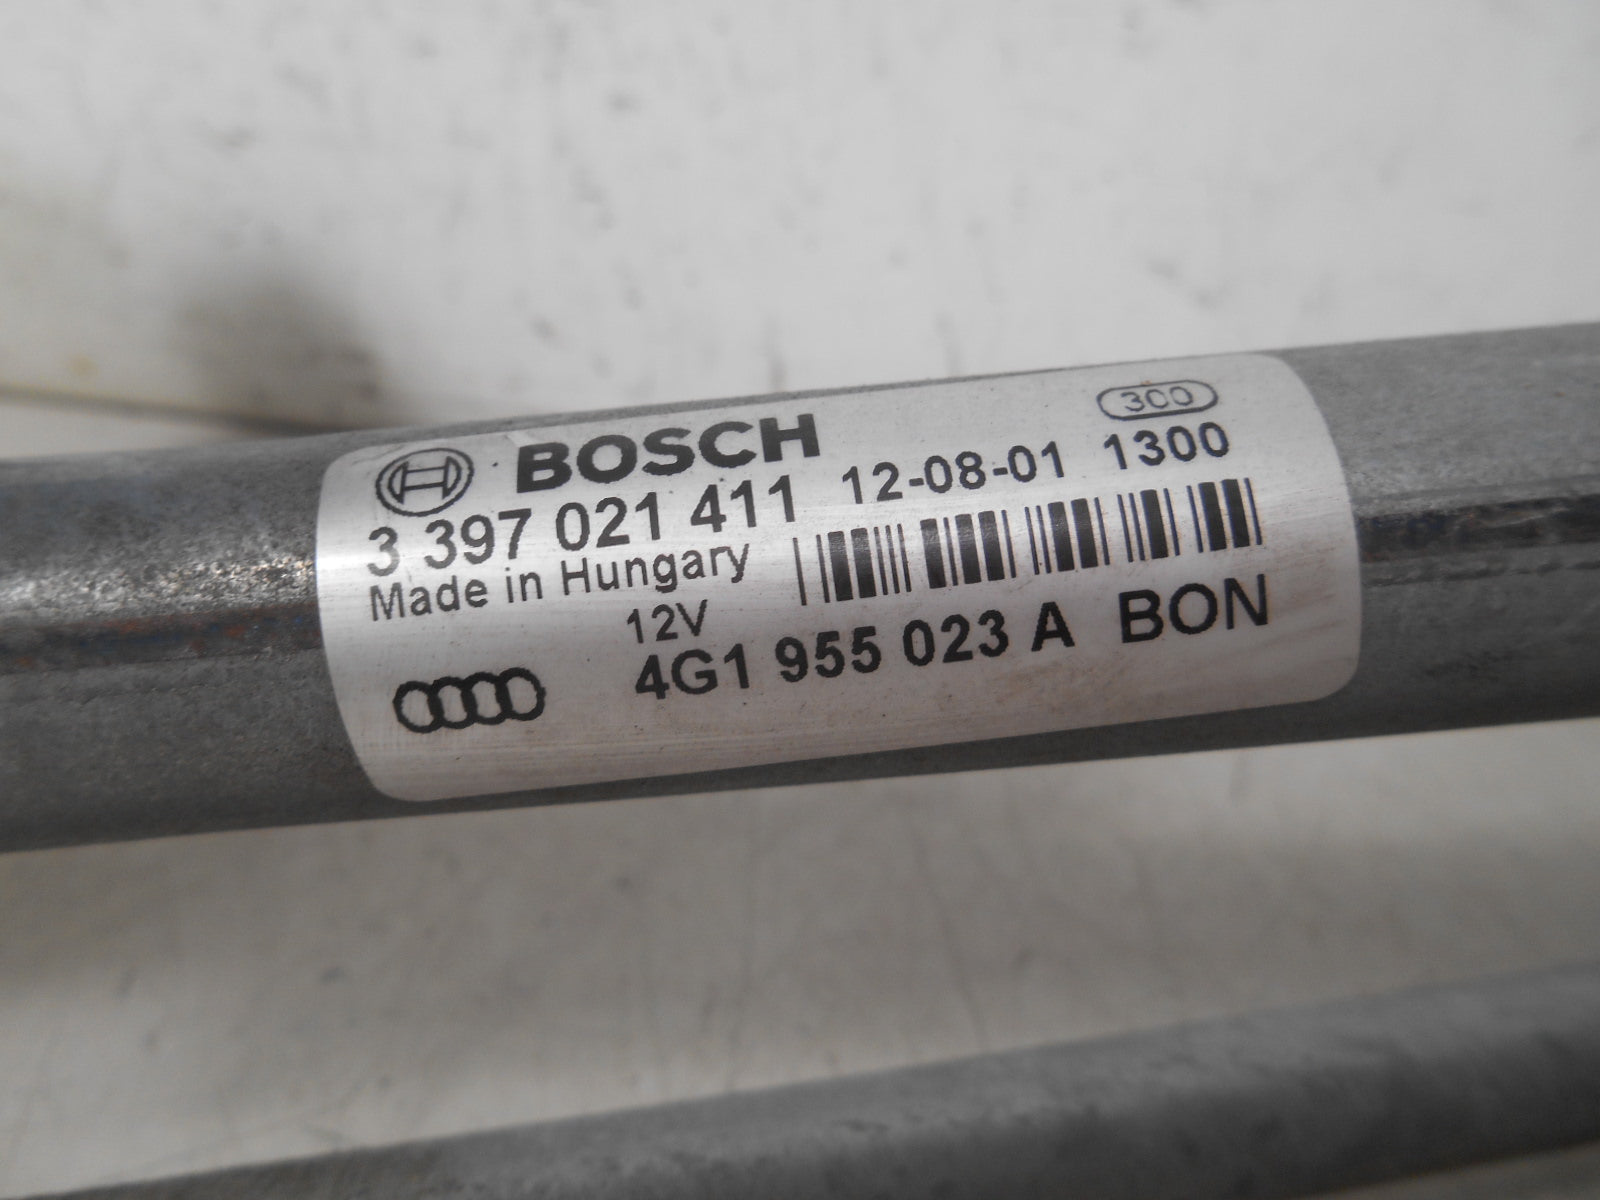 300
BOSCH
3 397 021 411 12-08-01 1300
Made in Hungary
12V
4G1 955 023 A BON